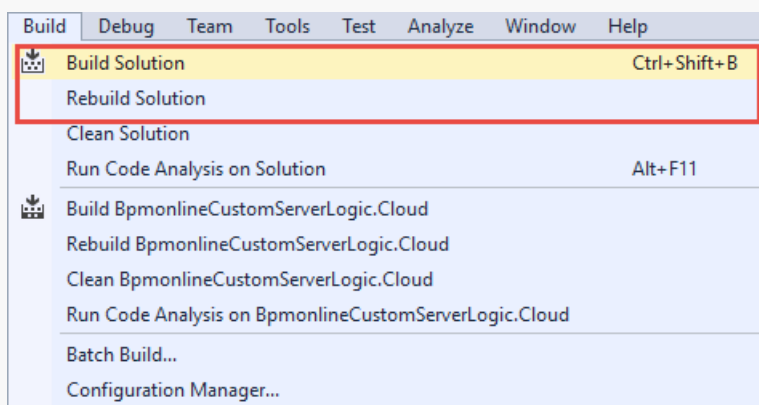 Build Debug Team Tools Test Analyze Window Help
Build Solution Ctrl+Shift+B
Rebuild Solution
Clean Solution
Run Code Analysis on Solution Alt+F11
Build BpmonlineCustomServerLogic.Cloud
Rebuild BpmonlineCustomServerLogic.Cloud
Clean BpmonlineCustomServerLogic.Cloud
Run Code Analysis on BpmonlineCustomServerLogic.Cloud
Batch Build...
Configuration Manager...